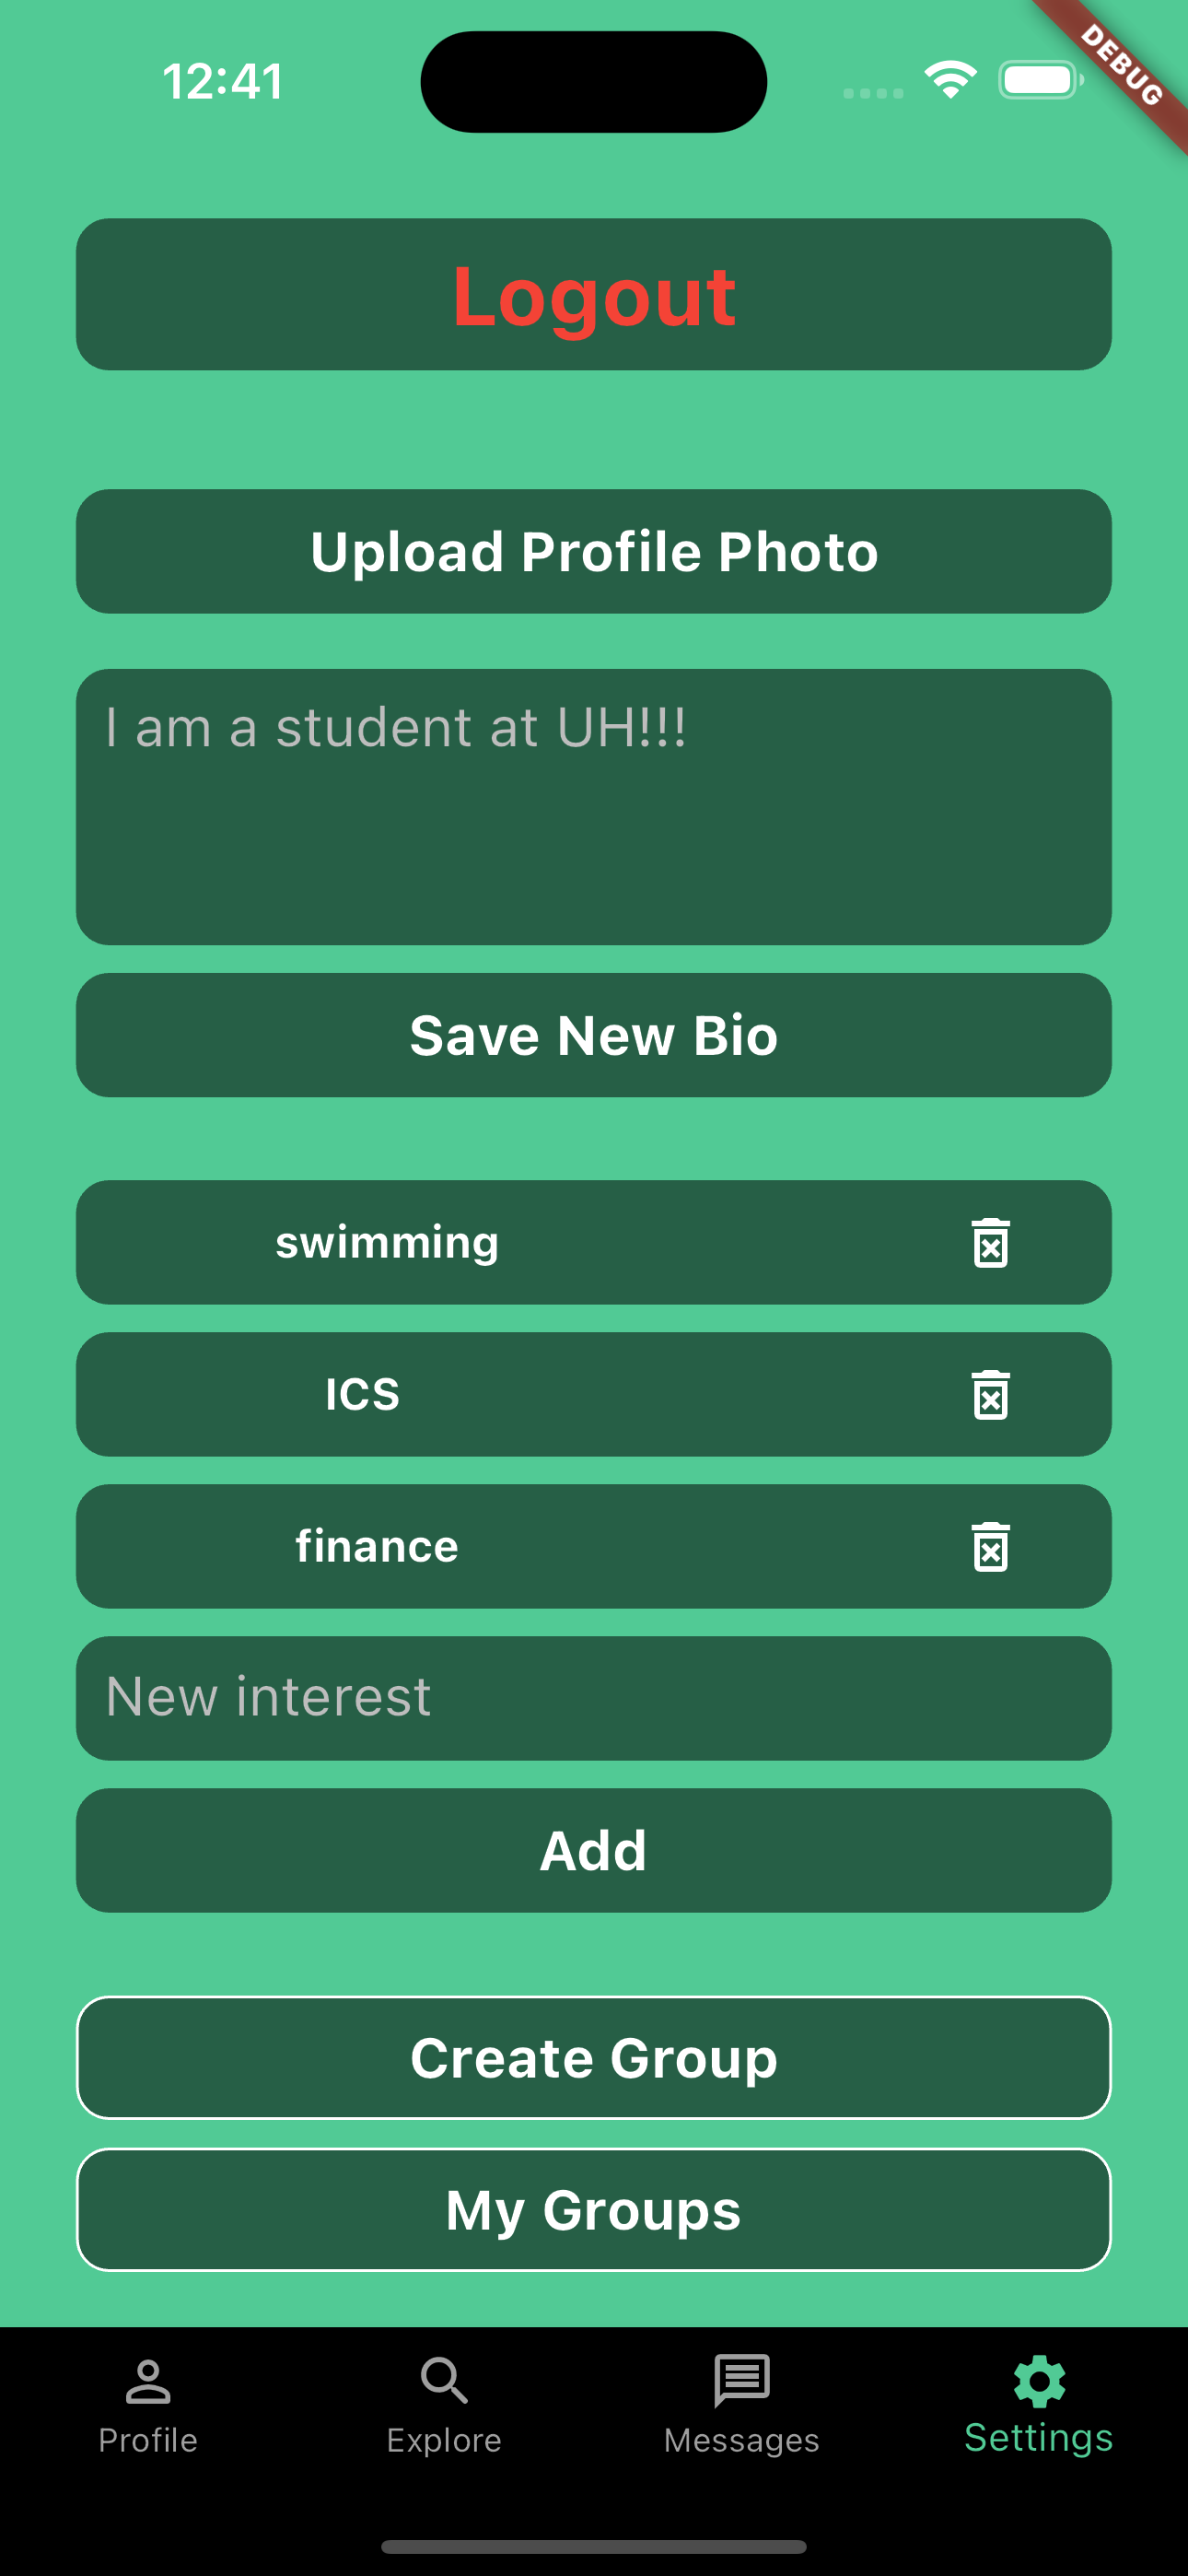 12:41
DEBUG
Logout
Upload Profile Photo
I am a student at UH!!!
Save New Bio
swimming
ICS
finance
New interest
Add
Create Group
My Groups
Profile Explore Messages Settings